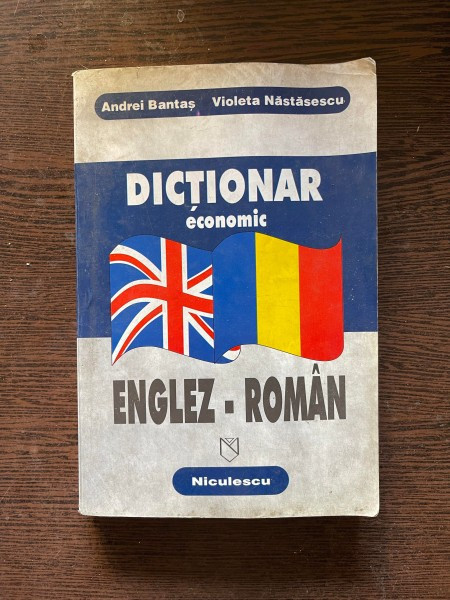 Andrei Bantaș Violeta Năstăsescu
DICȚIONAR
economic
ENGLEZ - ROMÂN
Niculescu